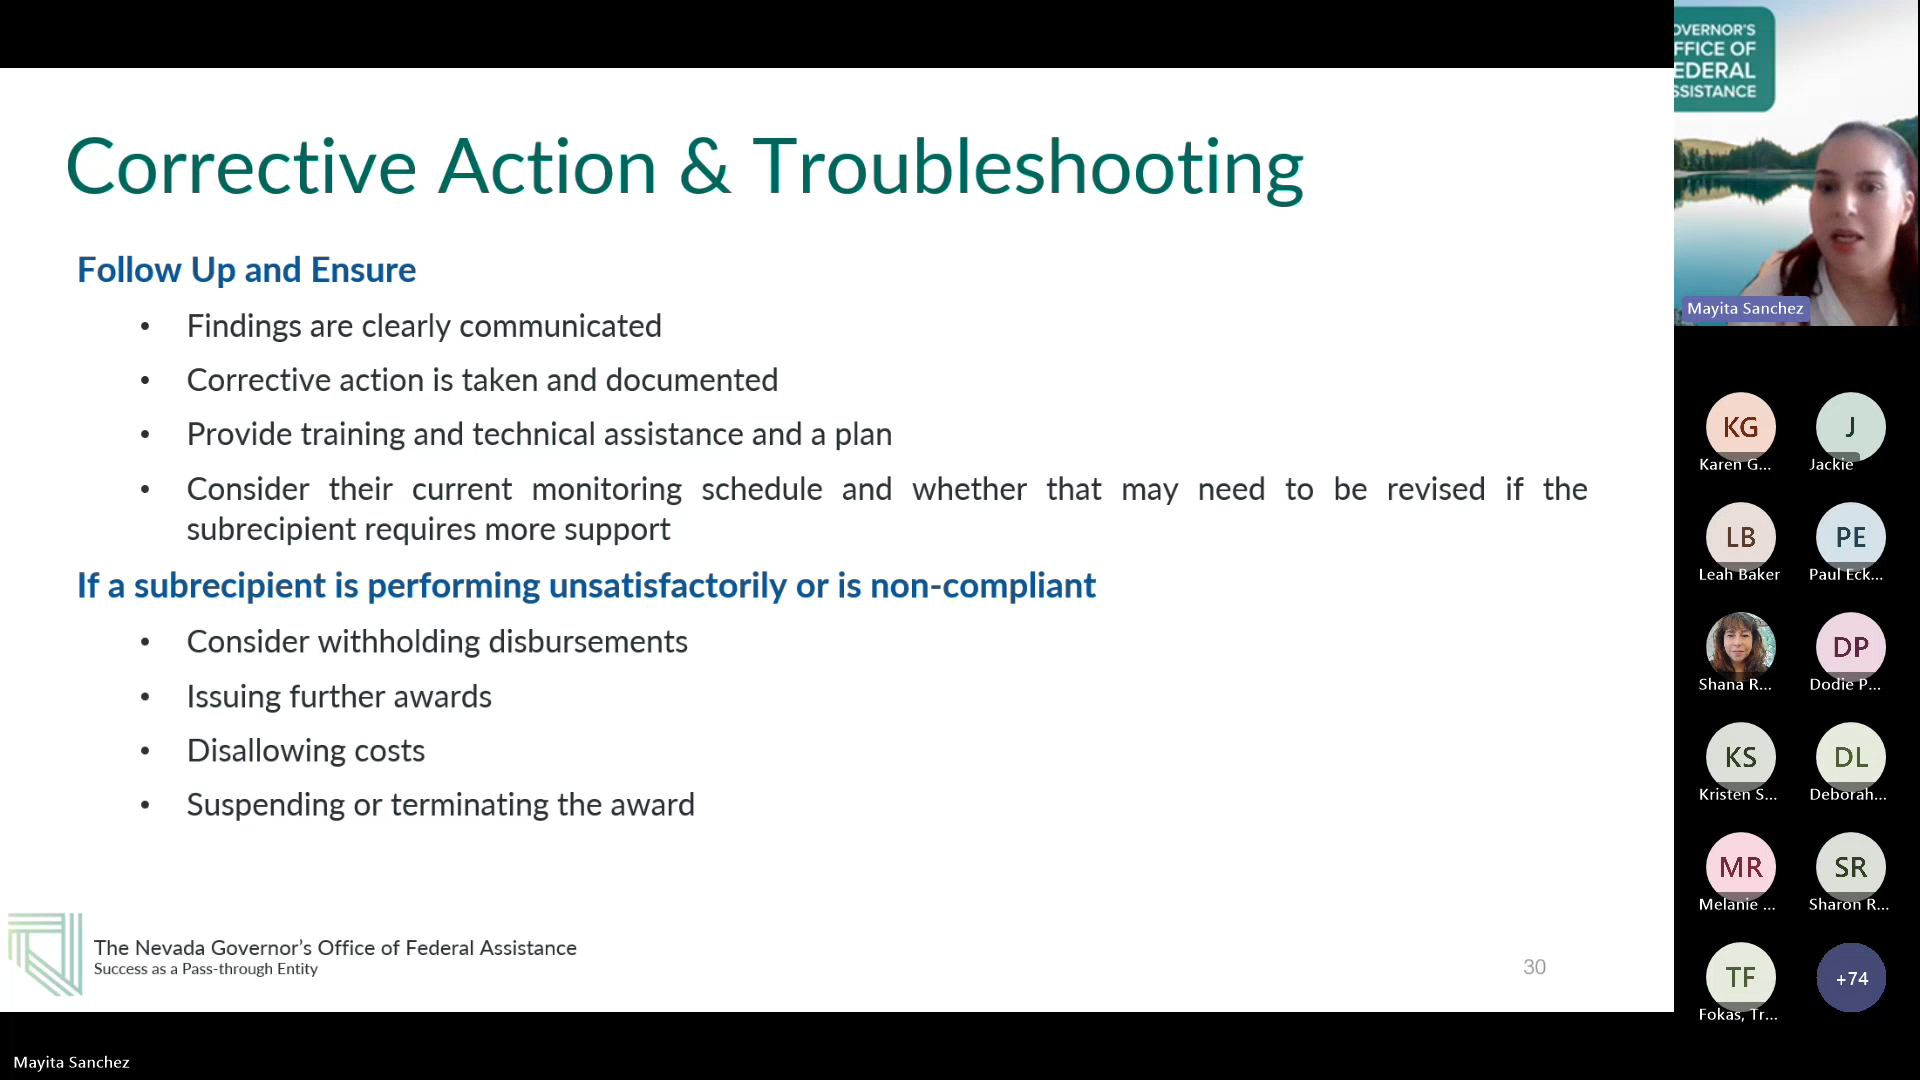 Corrective Action & Troubleshooting
Follow Up and Ensure
• Findings are clearly communicated
• Corrective action is taken and documented
• Provide training and technical assistance and a plan
• Consider their current monitoring schedule and whether that may need to be revised if the
subrecipient requires more support
If a subrecipient is performing unsatisfactorily or is non-compliant
• Consider withholding disbursements
• Issuing further awards
• Disallowing costs
• Suspending or terminating the award
The Nevada Governor's Office of Federal Assistance
Success as a Pass-through Entity
30
Mayita Sanchez
OVERNOR'S
FFICE OF
EDERAL
SSISTANCE
Mayita Sanchez
KG
Karen G...
J
Jackie
LB
Leah Baker
PE
Paul Eck...
Shana R...
DP
Dodie P...
KS
Kristen S...
DL
Deborah...
MR
Melanie ...
SR
Sharon R...
TF
Fokas, Tr...
+74